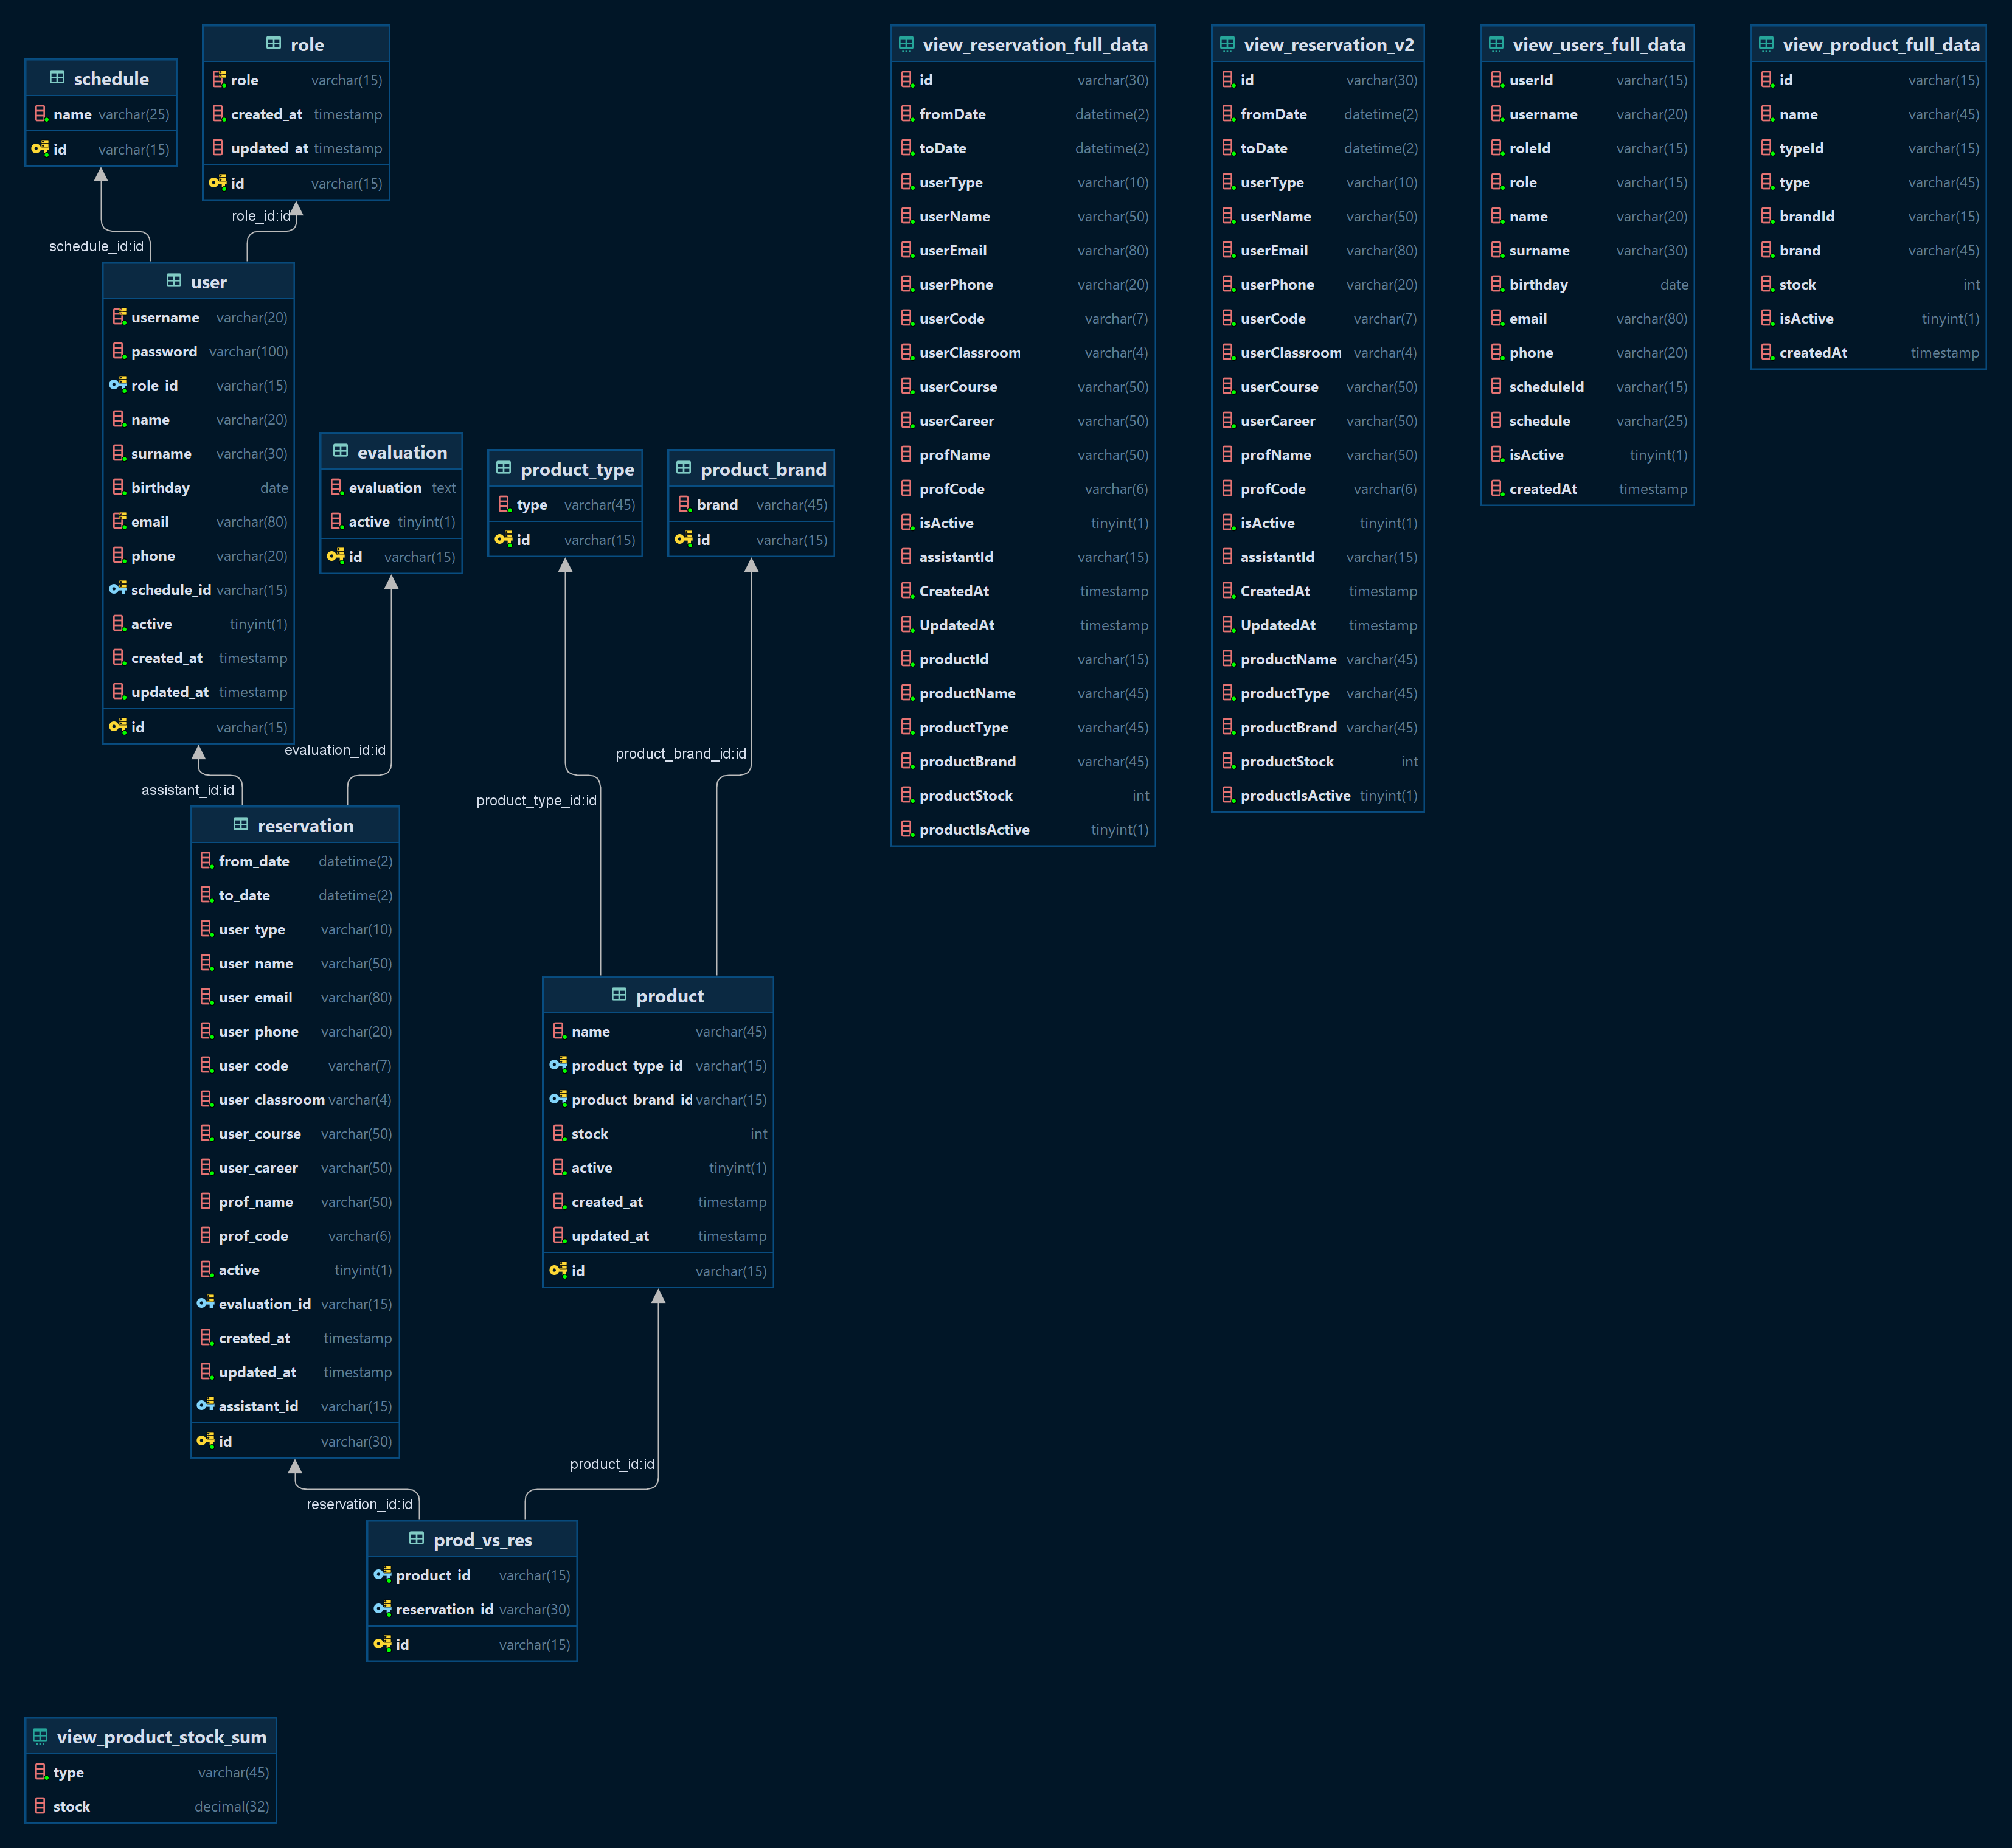 schedule
name varchar(25)
id varchar(15)
role
role varchar(15)
created_at timestamp
updated_at timestamp
id varchar(15)
schedule_id:id
role_id:id
user
username varchar(20)
password varchar(100)
role_id varchar(15)
name varchar(20)
surname varchar(30)
birthday date
email varchar(80)
phone varchar(20)
schedule_id varchar(15)
active tinyint(1)
created_at timestamp
updated_at timestamp
id varchar(15)
evaluation
evaluation text
active tinyint(1)
id varchar(15)
product_type
type varchar(45)
id varchar(15)
product_brand
brand varchar(45)
id varchar(15)
assistant_id:id
evaluation_id:id
product_type_id:id
product_brand_id:id
reservation
from_date datetime(2)
to_date datetime(2)
user_type varchar(10)
user_name varchar(50)
user_email varchar(80)
user_phone varchar(20)
user_code varchar(7)
user_classroom varchar(4)
user_course varchar(50)
user_career varchar(50)
prof_name varchar(50)
prof_code varchar(6)
active tinyint(1)
evaluation_id varchar(15)
created_at timestamp
updated_at timestamp
assistant_id varchar(15)
id varchar(30)
product
name varchar(45)
product_type_id varchar(15)
product_brand_id varchar(15)
stock int
active tinyint(1)
created_at timestamp
updated_at timestamp
id varchar(15)
reservation_id:id
product_id:id
prod_vs_res
product_id varchar(15)
reservation_id varchar(30)
id varchar(15)
view_product_stock_sum
type varchar(45)
stock decimal(32)
view_reservation_full_data
id varchar(30)
fromDate datetime(2)
toDate datetime(2)
userType varchar(10)
userName varchar(50)
userEmail varchar(80)
userPhone varchar(20)
userCode varchar(7)
userClassroom varchar(4)
userCourse varchar(50)
userCareer varchar(50)
profName varchar(50)
profCode varchar(6)
isActive tinyint(1)
assistantId varchar(15)
CreatedAt timestamp
UpdatedAt timestamp
productId varchar(15)
productName varchar(45)
productType varchar(45)
productBrand varchar(45)
productStock int
productIsActive tinyint(1)
view_reservation_v2
id varchar(30)
fromDate datetime(2)
toDate datetime(2)
userType varchar(10)
userName varchar(50)
userEmail varchar(80)
userPhone varchar(20)
userCode varchar(7)
userClassroom varchar(4)
userCourse varchar(50)
userCareer varchar(50)
profName varchar(50)
profCode varchar(6)
isActive tinyint(1)
assistantId varchar(15)
CreatedAt timestamp
UpdatedAt timestamp
productName varchar(45)
productType varchar(45)
productBrand varchar(45)
productStock int
productIsActive tinyint(1)
view_users_full_data
userId varchar(15)
username varchar(20)
roleId varchar(15)
role varchar(15)
name varchar(20)
surname varchar(30)
birthday date
email varchar(80)
phone varchar(20)
scheduleId varchar(15)
schedule varchar(25)
isActive tinyint(1)
createdAt timestamp
view_product_full_data
id varchar(15)
name varchar(45)
typeId varchar(15)
type varchar(45)
brandId varchar(15)
brand varchar(45)
stock int
isActive tinyint(1)
createdAt timestamp